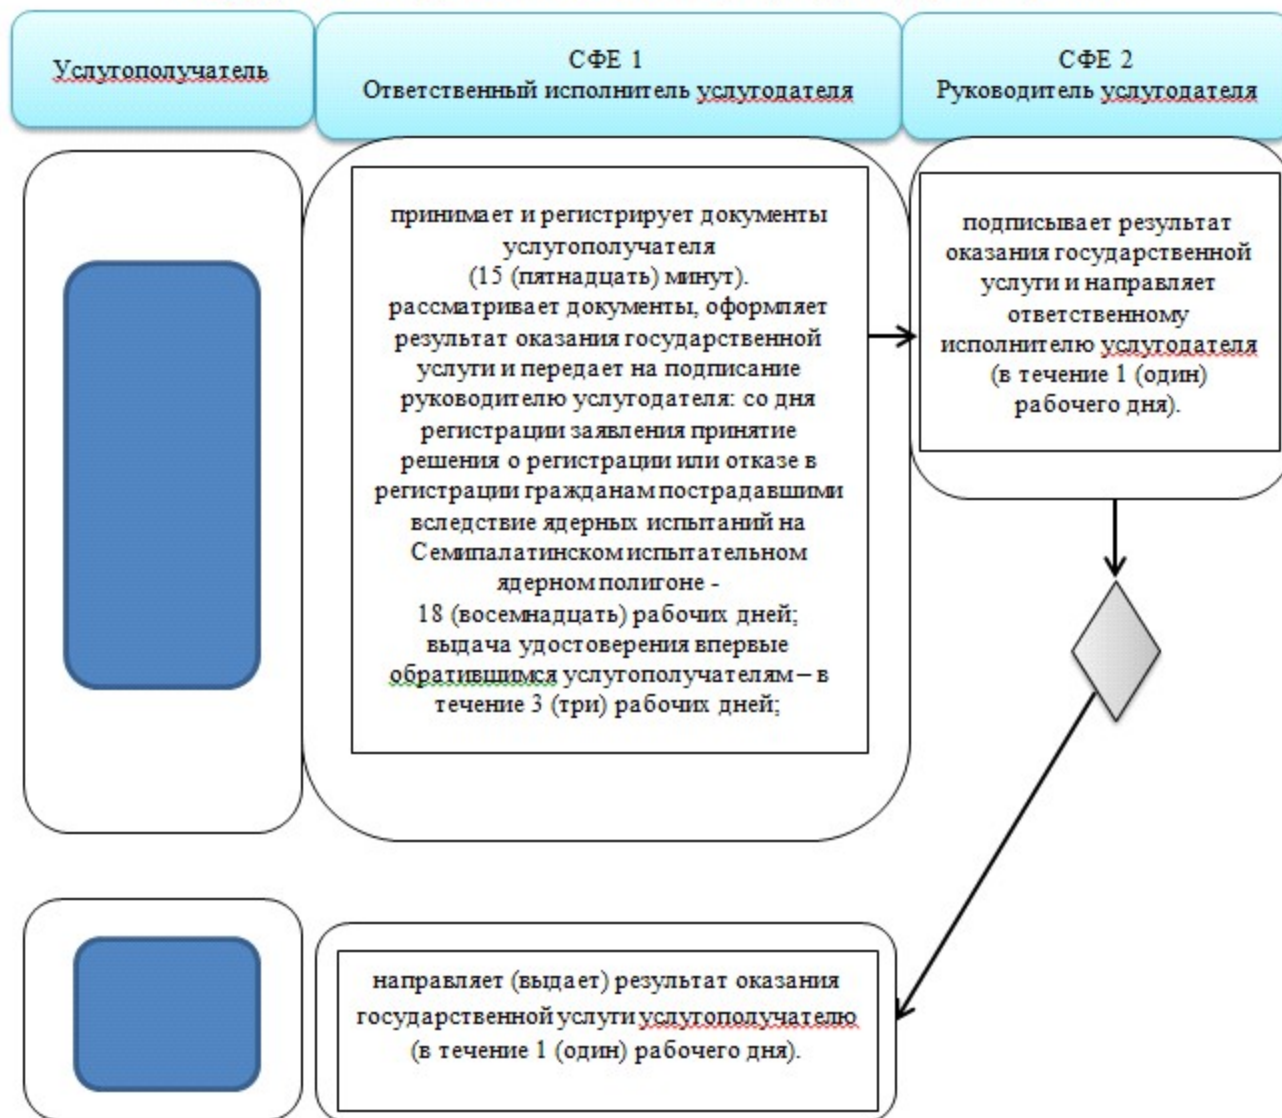 Услугополучатель
СФЕ 1
Ответственный исполнитель услугодателя
СФЕ 2
Руководитель услугодателя
принимает и регистрирует документы
услугополучателя
(15 (пятнадцать) минут).
рассматривает документы, оформляет
результат оказания государственной
услуги и передает на подписание
руководителю услугодателя: со дня
регистрации заявления принятие
решения о регистрации или отказе в
регистрации гражданам пострадавшими
вследствие ядерных испытаний на
Семипалатинском испытательном
ядерном полигоне -
18 (восемнадцать) рабочих дней;
выдача удостоверения впервые
обратившимся услугополучателям – в
течение 3 (три) рабочих дней;
подписывает результат
оказания государственной
услуги и направляет
ответственному
исполнителю услугодателя
(в течение 1 (один)
рабочего дня).
направляет (выдает) результат оказания
государственной услуги услугополучателю
(в течение 1 (один) рабочего дня).